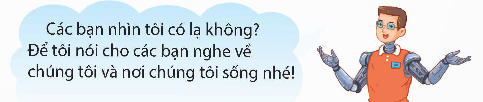 Các bạn nhìn tôi có lạ không?
Để tôi nói cho các bạn nghe về
chúng tôi và nơi chúng tôi sống nhé!